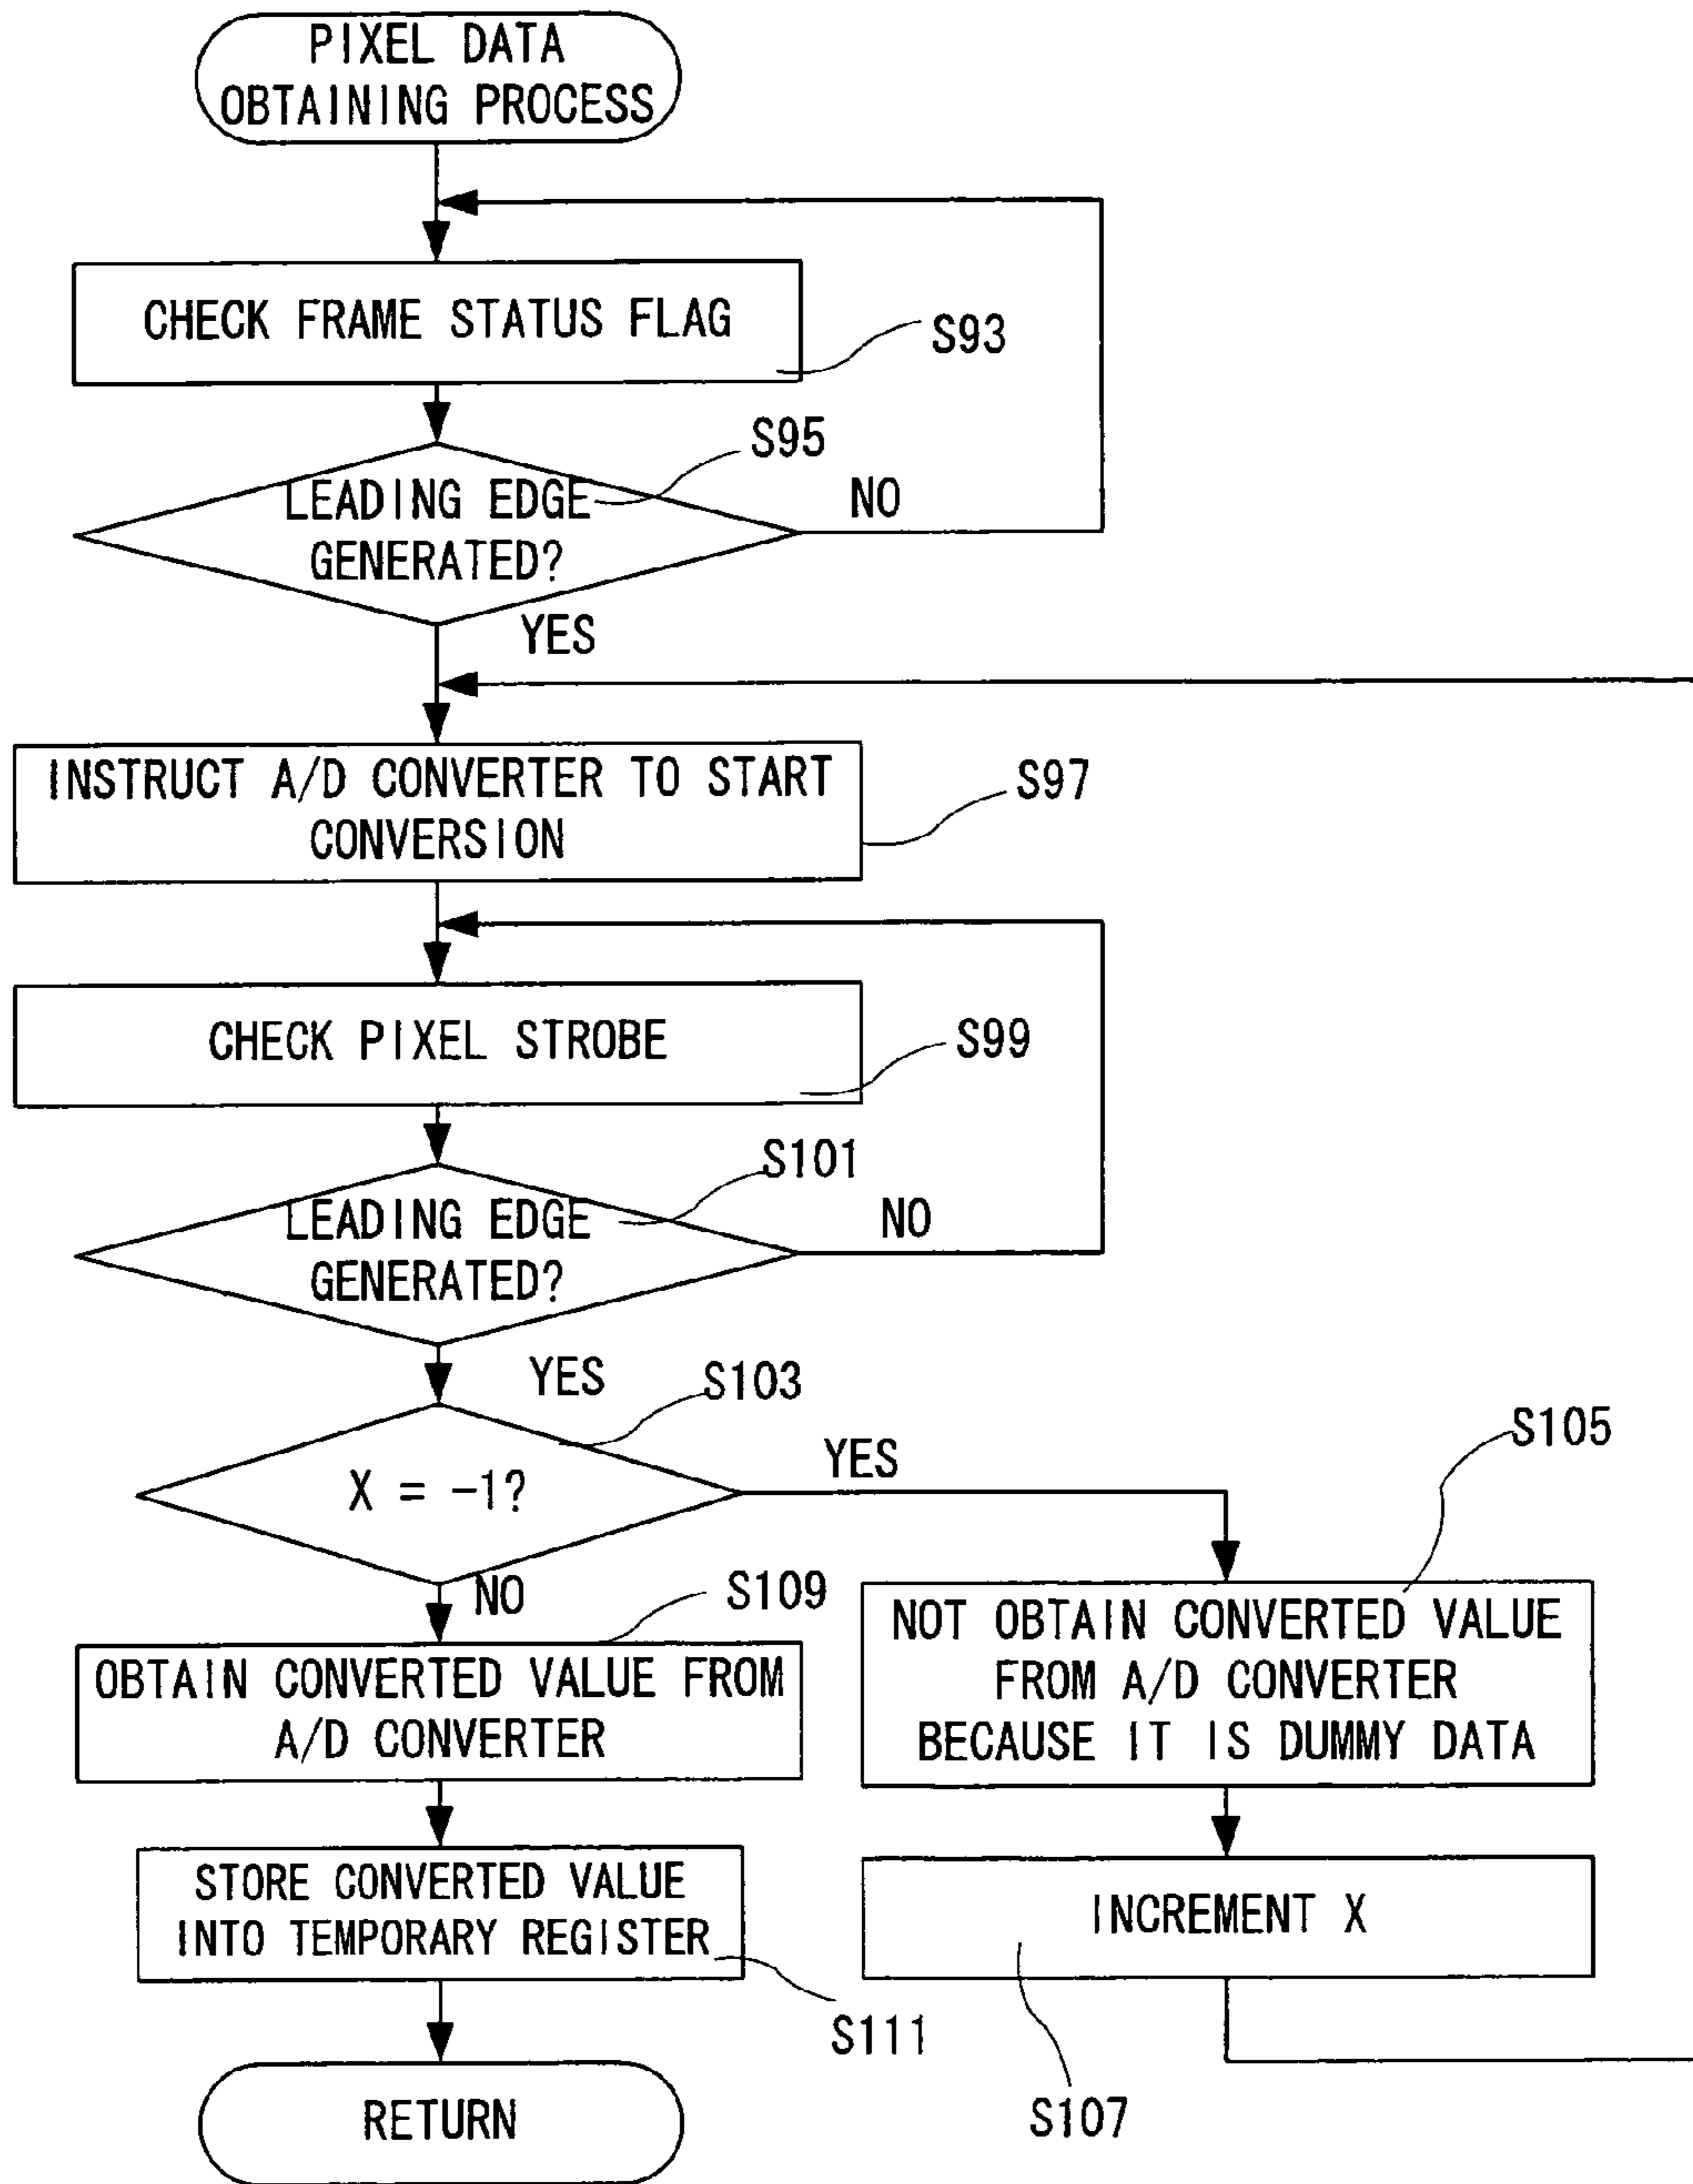 PIXEL DATA
OBTAINING PROCESS
CHECK FRAME STATUS FLAG
S93
S95
LEADING EDGE
GENERATED?
NO
YES
INSTRUCT A/D CONVERTER TO START
CONVERSION
S97
CHECK PIXEL STROBE
S99
S101
LEADING EDGE
GENERATED?
NO
YES
S103
X = -1?
YES
S105
NO
S109
OBTAIN CONVERTED VALUE FROM
A/D CONVERTER
NOT OBTAIN CONVERTED VALUE
FROM A/D CONVERTER
BECAUSE IT IS DUMMY DATA
STORE CONVERTED VALUE
INTO TEMPORARY REGISTER
S111
INCREMENT X
S107
RETURN